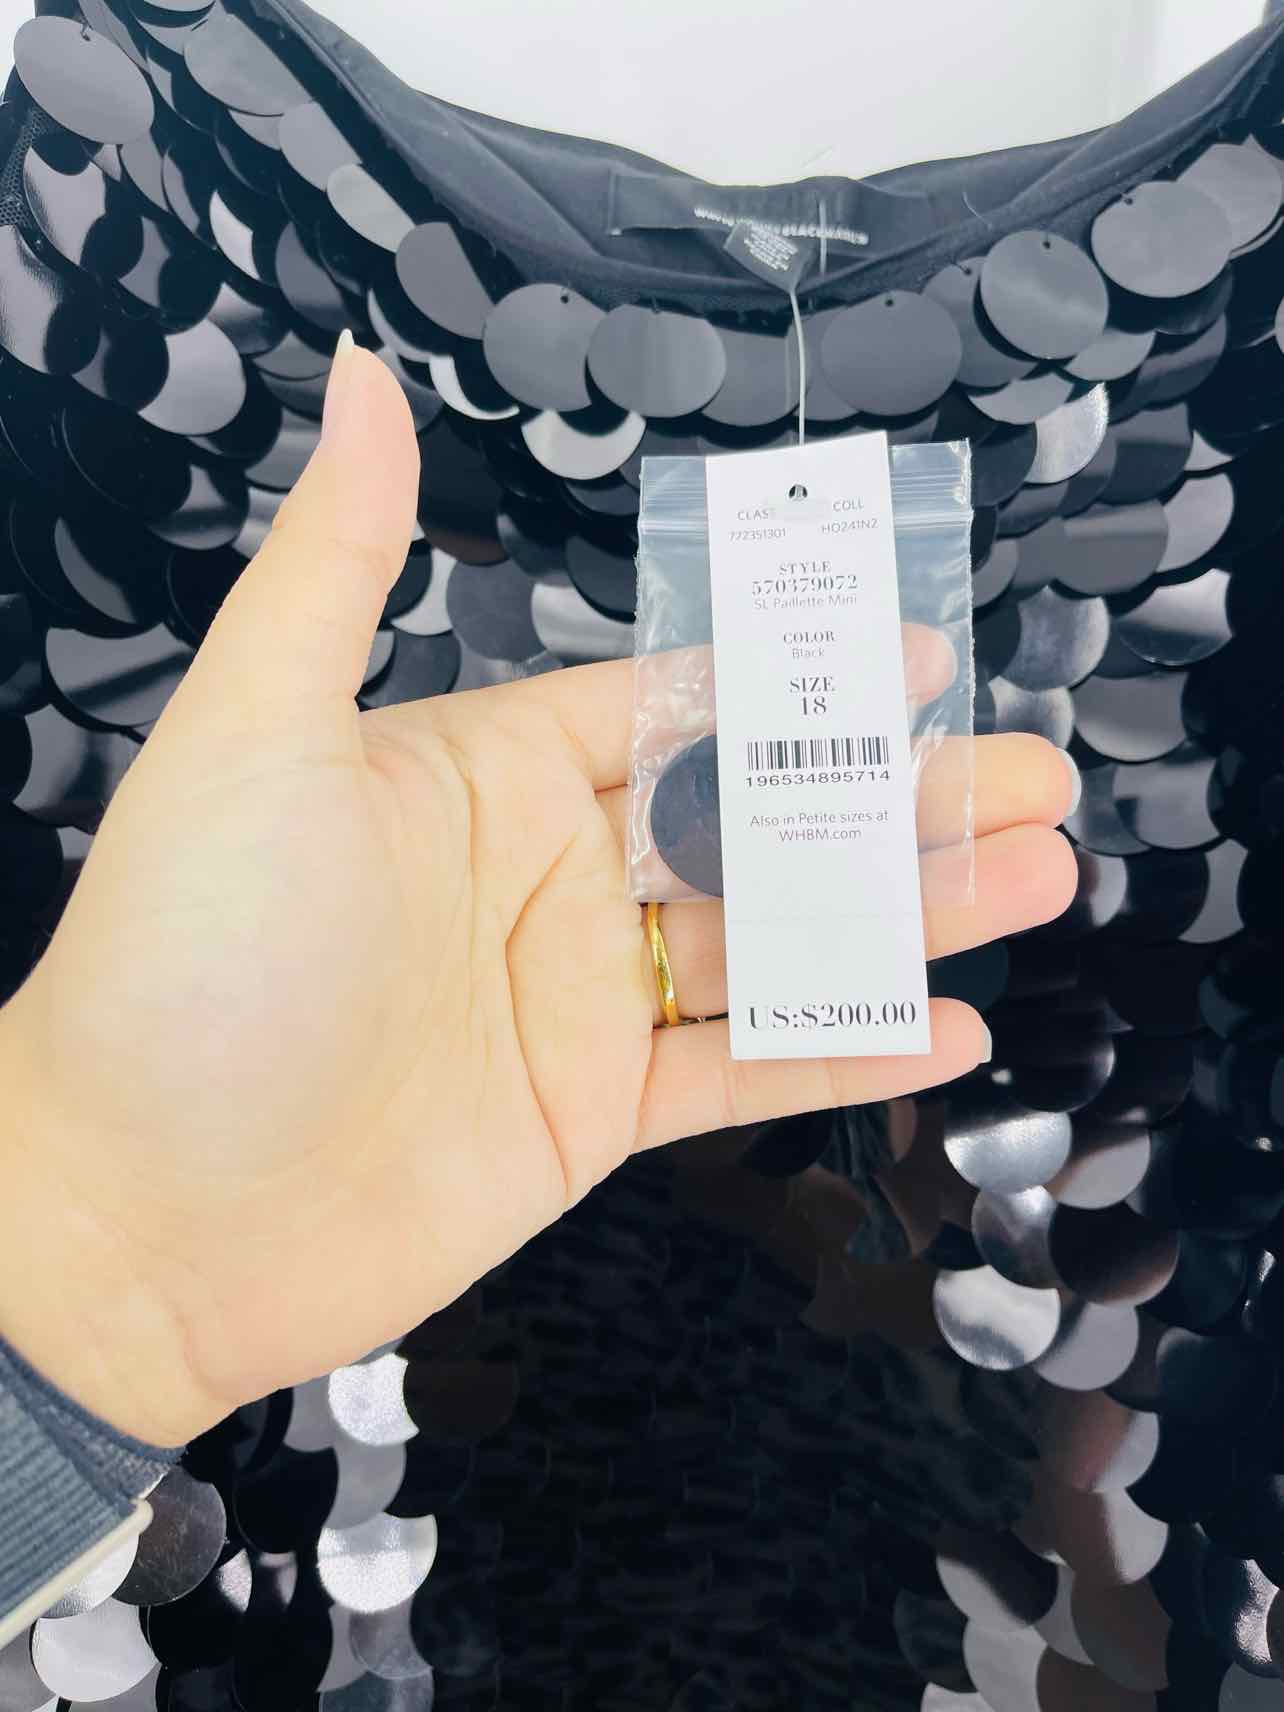 CLAS COLL
772351301 HO241N2
STYLE
570379072
SL Paillette Mini
COLOR
Black
SIZE
18
196534895714
Also in Petite sizes at
WHBM.com
US:$200.00